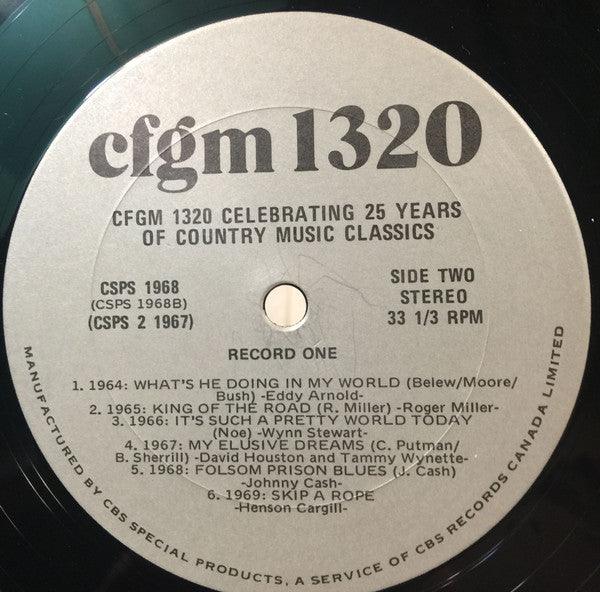 cfgm 1320
CFGM 1320 CELEBRATING 25 YEARS
OF COUNTRY MUSIC CLASSICS
CSPS 1968
(CSPS 1968B)
(CSPS 2 1967)
SIDE TWO
STEREO
33 1/3 RPM
RECORD ONE
1. 1964: WHAT'S HE DOING IN MY WORLD (Belew/Moore/
Bush) -Eddy Arnold-
2. 1965: KING OF THE ROAD (R. Miller) -Roger Miller-
3. 1966: IT'S SUCH A PRETTY WORLD TODAY
(Noe) -Wynn Stewart-
4. 1967: MY ELUSIVE DREAMS (C. Putman/
B. Sherrill) -David Houston and Tammy Wynette-
5. 1968: FOLSOM PRISON BLUES (J. Cash)
-Johnny Cash-
6. 1969: SKIP A ROPE
-Henson Cargill-
MANUFACTURED BY CBS SPECIAL PRODUCTS, A SERVICE OF CBS RECORDS CANADA LIMITED